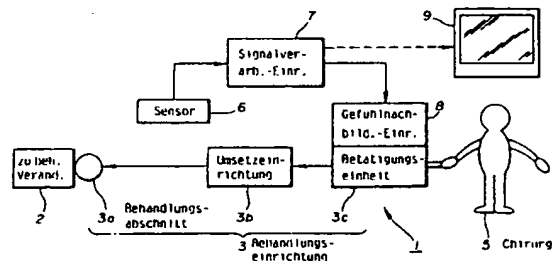 7
9
Signalver-
arb.-Einr.
Sensor
6
8
Gefühlnach-
bild.-Einr.
zu beh.
Verand.
Umsetzein-
richtung
Betätigungs-
einheit
2
3a
3b
3c
1
5 Chirurg
Behandlungs-
abschnitt
3 Behandlungs-
einrichtung